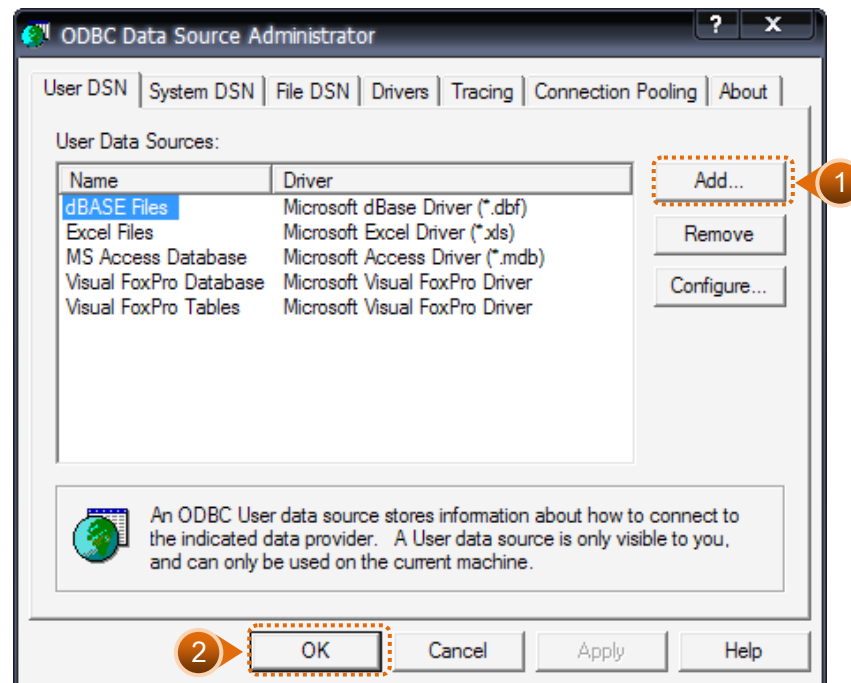 ODBC Data Source Administrator
? X
User DSN System DSN File DSN Drivers Tracing Connection Pooling About
User Data Sources:
Name Driver
dBASE Files Microsoft dBase Driver (*.dbf)
Excel Files Microsoft Excel Driver (*.xls)
MS Access Database Microsoft Access Driver (*.mdb)
Visual FoxPro Database Microsoft Visual FoxPro Driver
Visual FoxPro Tables Microsoft Visual FoxPro Driver
Add...
1
Remove
Configure...
An ODBC User data source stores information about how to connect to
the indicated data provider. A User data source is only visible to you,
and can only be used on the current machine.
2
OK Cancel Apply Help